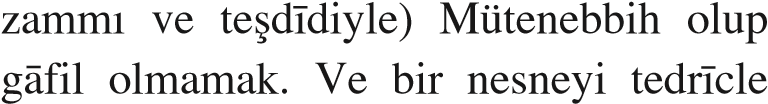 zammı ve teşdīdiyle) Mütenebbih olup
gāfil olmamak. Ve bir nesneyi tedrīcle